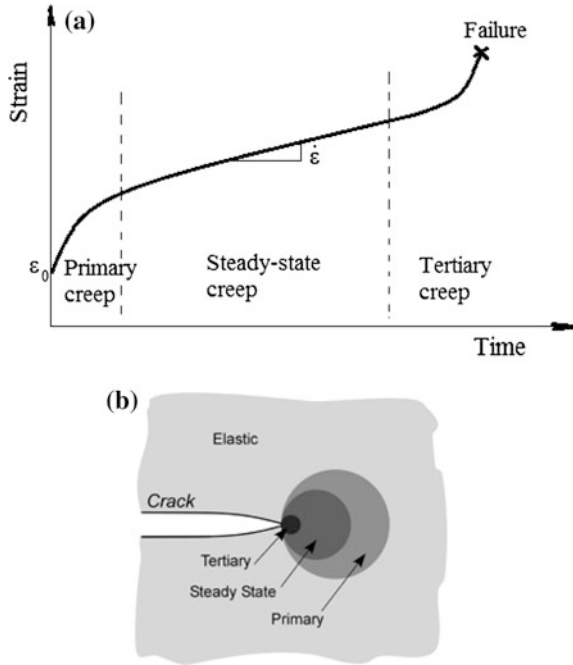 (a)
Failure
Strain
ε̇
ε0
Primary
creep
Steady-state
creep
Tertiary
creep
Time
(b)
Elastic
Crack
Tertiary
Steady State
Primary